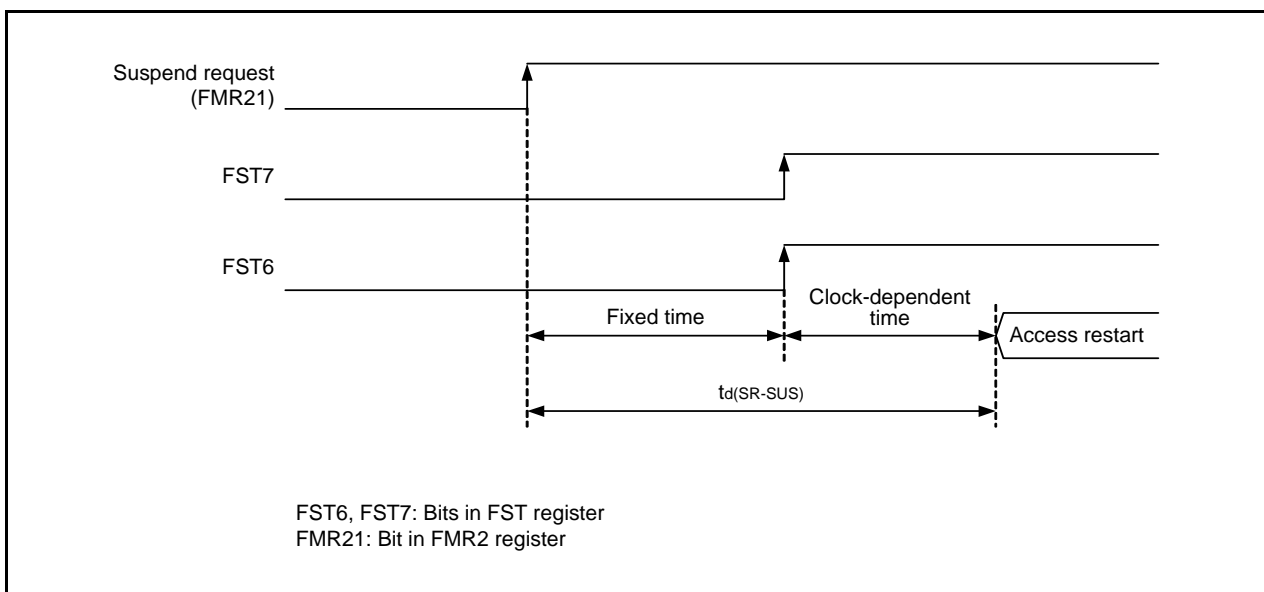 Suspend request
(FMR21)
FST7
FST6
Fixed time
Clock-dependent
time
Access restart
td(SR-SUS)
FST6, FST7: Bits in FST register
FMR21: Bit in FMR2 register